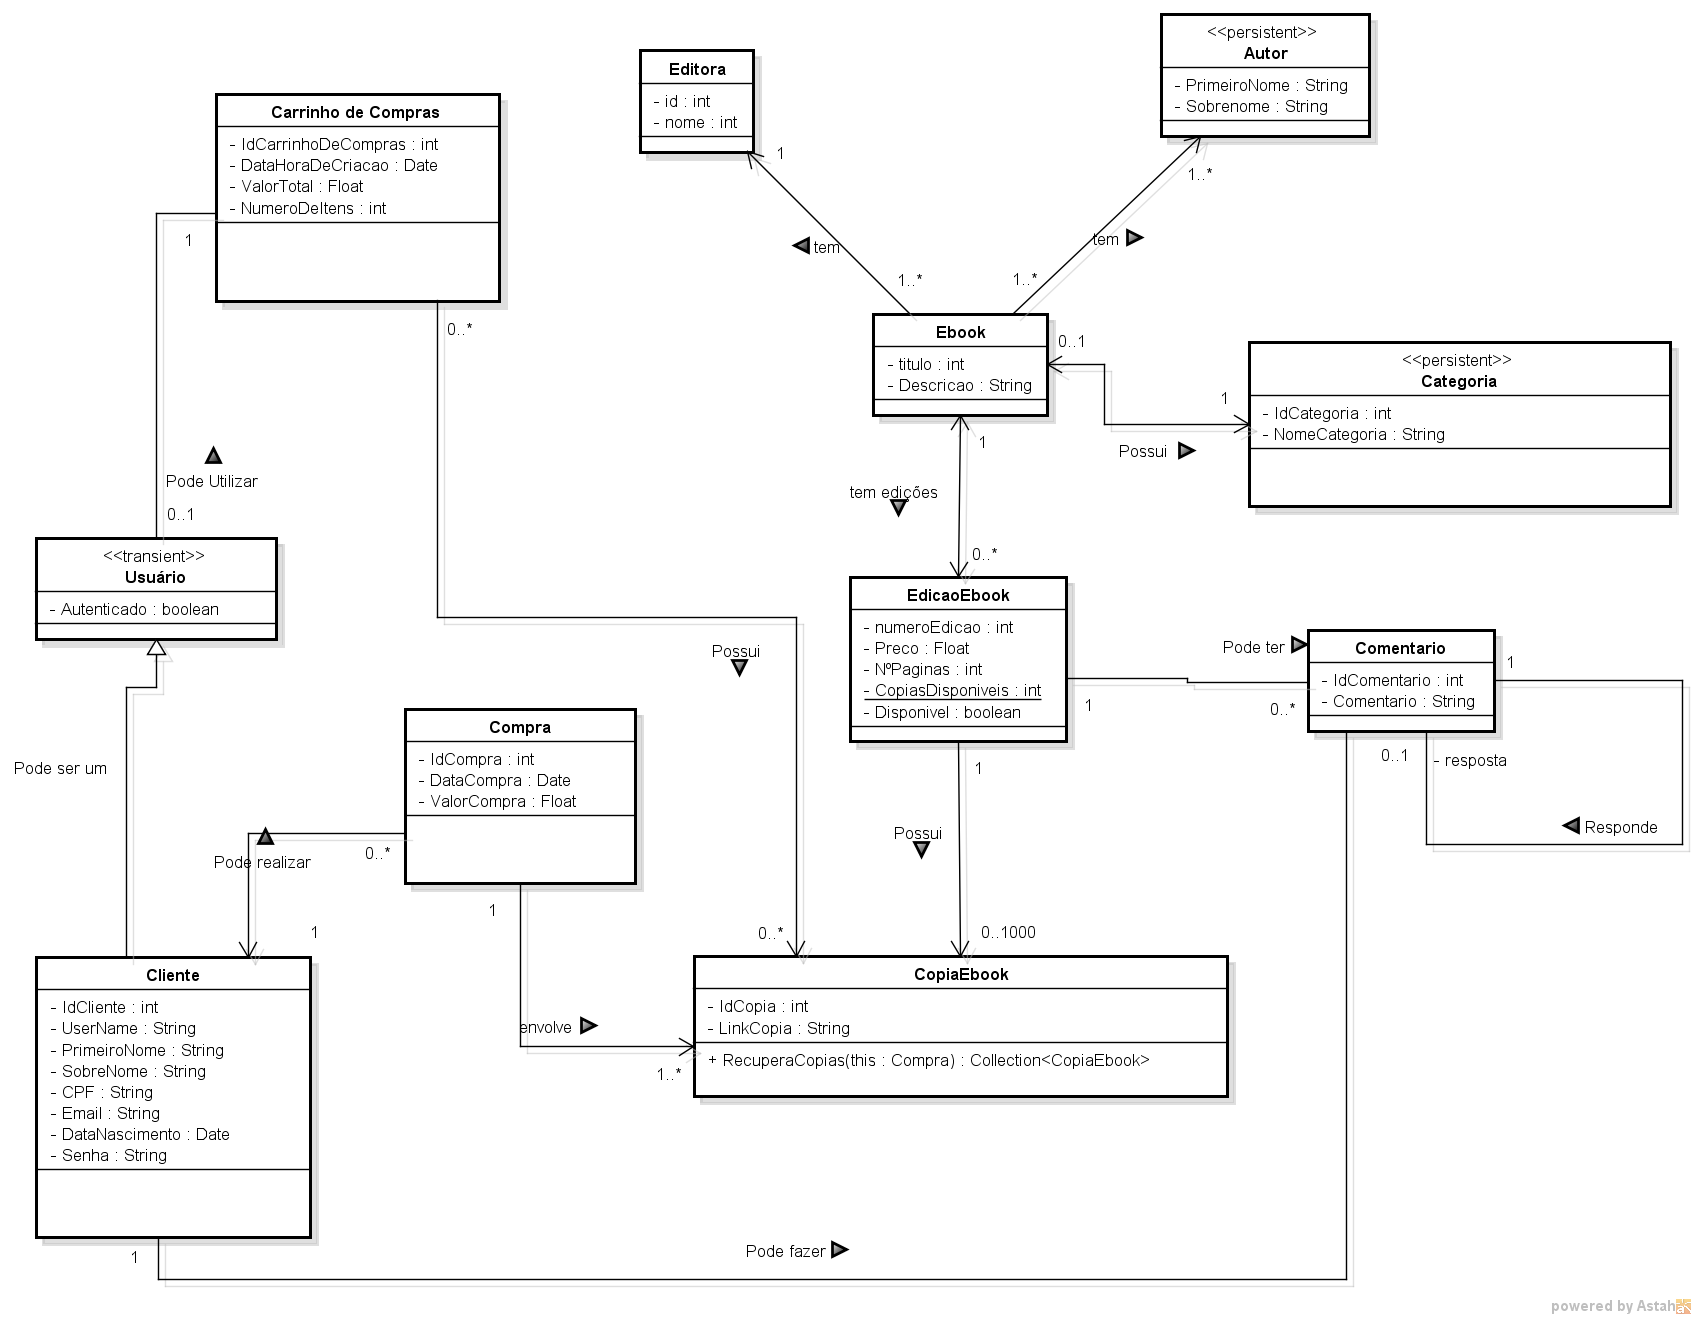 <<persistent>>
Autor
- PrimeiroNome : String
- Sobrenome : String
Editora
- id : int
- nome : int
Carrinho de Compras
- IdCarrinhoDeCompras : int
- DataHoraDeCriacao : Date
- ValorTotal : Float
- NumeroDeItens : int
1
1..*
1
tem
tem
1..*
1..*
0..*
Ebook
- titulo : int
- Descricao : String
0..1
<<persistent>>
Categoria
- IdCategoria : int
- NomeCategoria : String
1
Possui
1
tem edições
0..*
Pode Utilizar
0..1
<<transient>>
Usuário
- Autenticado : boolean
EdicaoEbook
- numeroEdicao : int
- Preco : Float
- NºPaginas : int
- CopiasDisponiveis : int
- Disponivel : boolean
Possui
Pode ter
Comentario
- IdComentario : int
- Comentario : String
1
1
0..*
0..1
- resposta
Responde
Compra
- IdCompra : int
- DataCompra : Date
- ValorCompra : Float
Pode ser um
1
Possui
Pode realizar
0..*
1
1
0..*
0..1000
Cliente
- IdCliente : int
- UserName : String
- PrimeiroNome : String
- SobreNome : String
- CPF : String
- Email : String
- DataNascimento : Date
- Senha : String
CopiaEbook
- IdCopia : int
- LinkCopia : String
+ RecuperaCopias(this : Compra) : Collection<CopiaEbook>
envolve
1..*
1
Pode fazer
powered by Astah